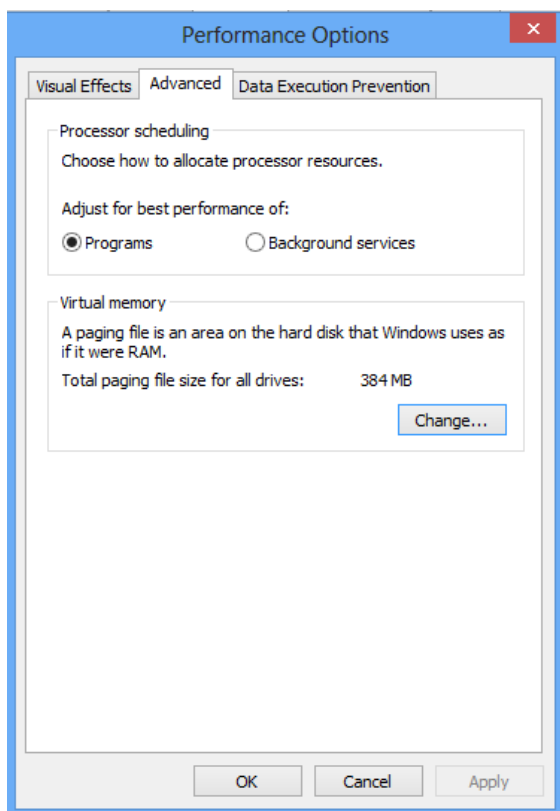 Performance Options
Visual Effects Advanced Data Execution Prevention
Processor scheduling
Choose how to allocate processor resources.
Adjust for best performance of:
Programs Background services
Virtual memory
A paging file is an area on the hard disk that Windows uses as
if it were RAM.
Total paging file size for all drives: 384 MB
Change...
OK Cancel Apply